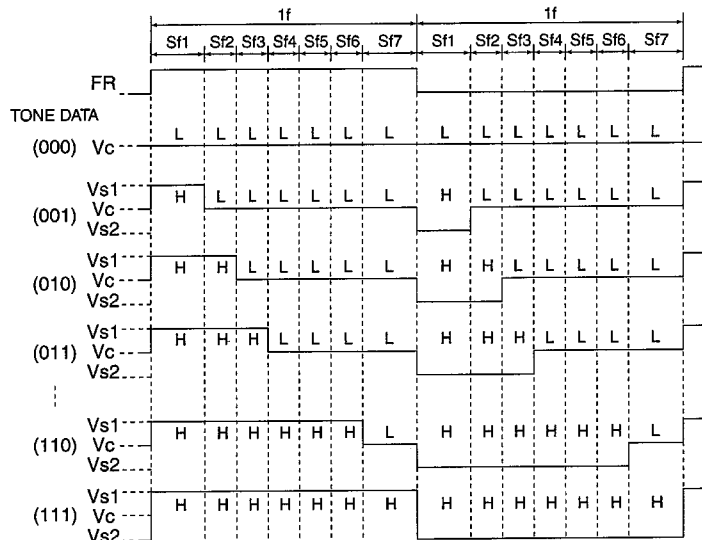 1f 1f
Sf1 Sf2 Sf3 Sf4 Sf5 Sf6 Sf7 Sf1 Sf2 Sf3 Sf4 Sf5 Sf6 Sf7
FR
TONE DATA
L L L L L L L L L L L L L L
(000) Vc
Vs1
H L L L L L L H L L L L L L
(001) Vc
Vs2
Vs1
H H L L L L L H H L L L L L
(010) Vc
Vs2
Vs1
H H H L L L L H H H L L L L
(011) Vc
Vs2
Vs1
H H H H H H L H H H H H H L
(110) Vc
Vs2
Vs1
H H H H H H H H H H H H H H
(111) Vc
Vs2